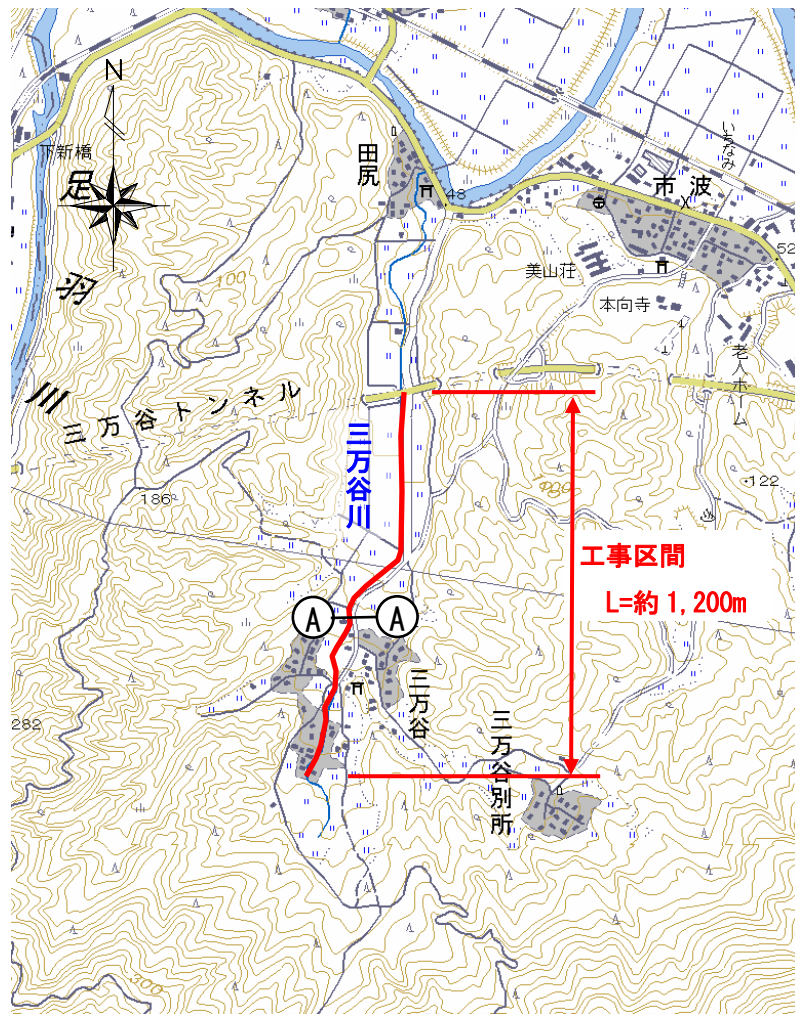 N
下新橋
足羽川
田尻
48
いちなみ
市波
52
美山荘
本向寺
老人ホーム
100
三万谷トンネル
三万谷川
186
100
122
工事区間
L=約1,200m
A
A
三万谷
282
三万谷別所
300